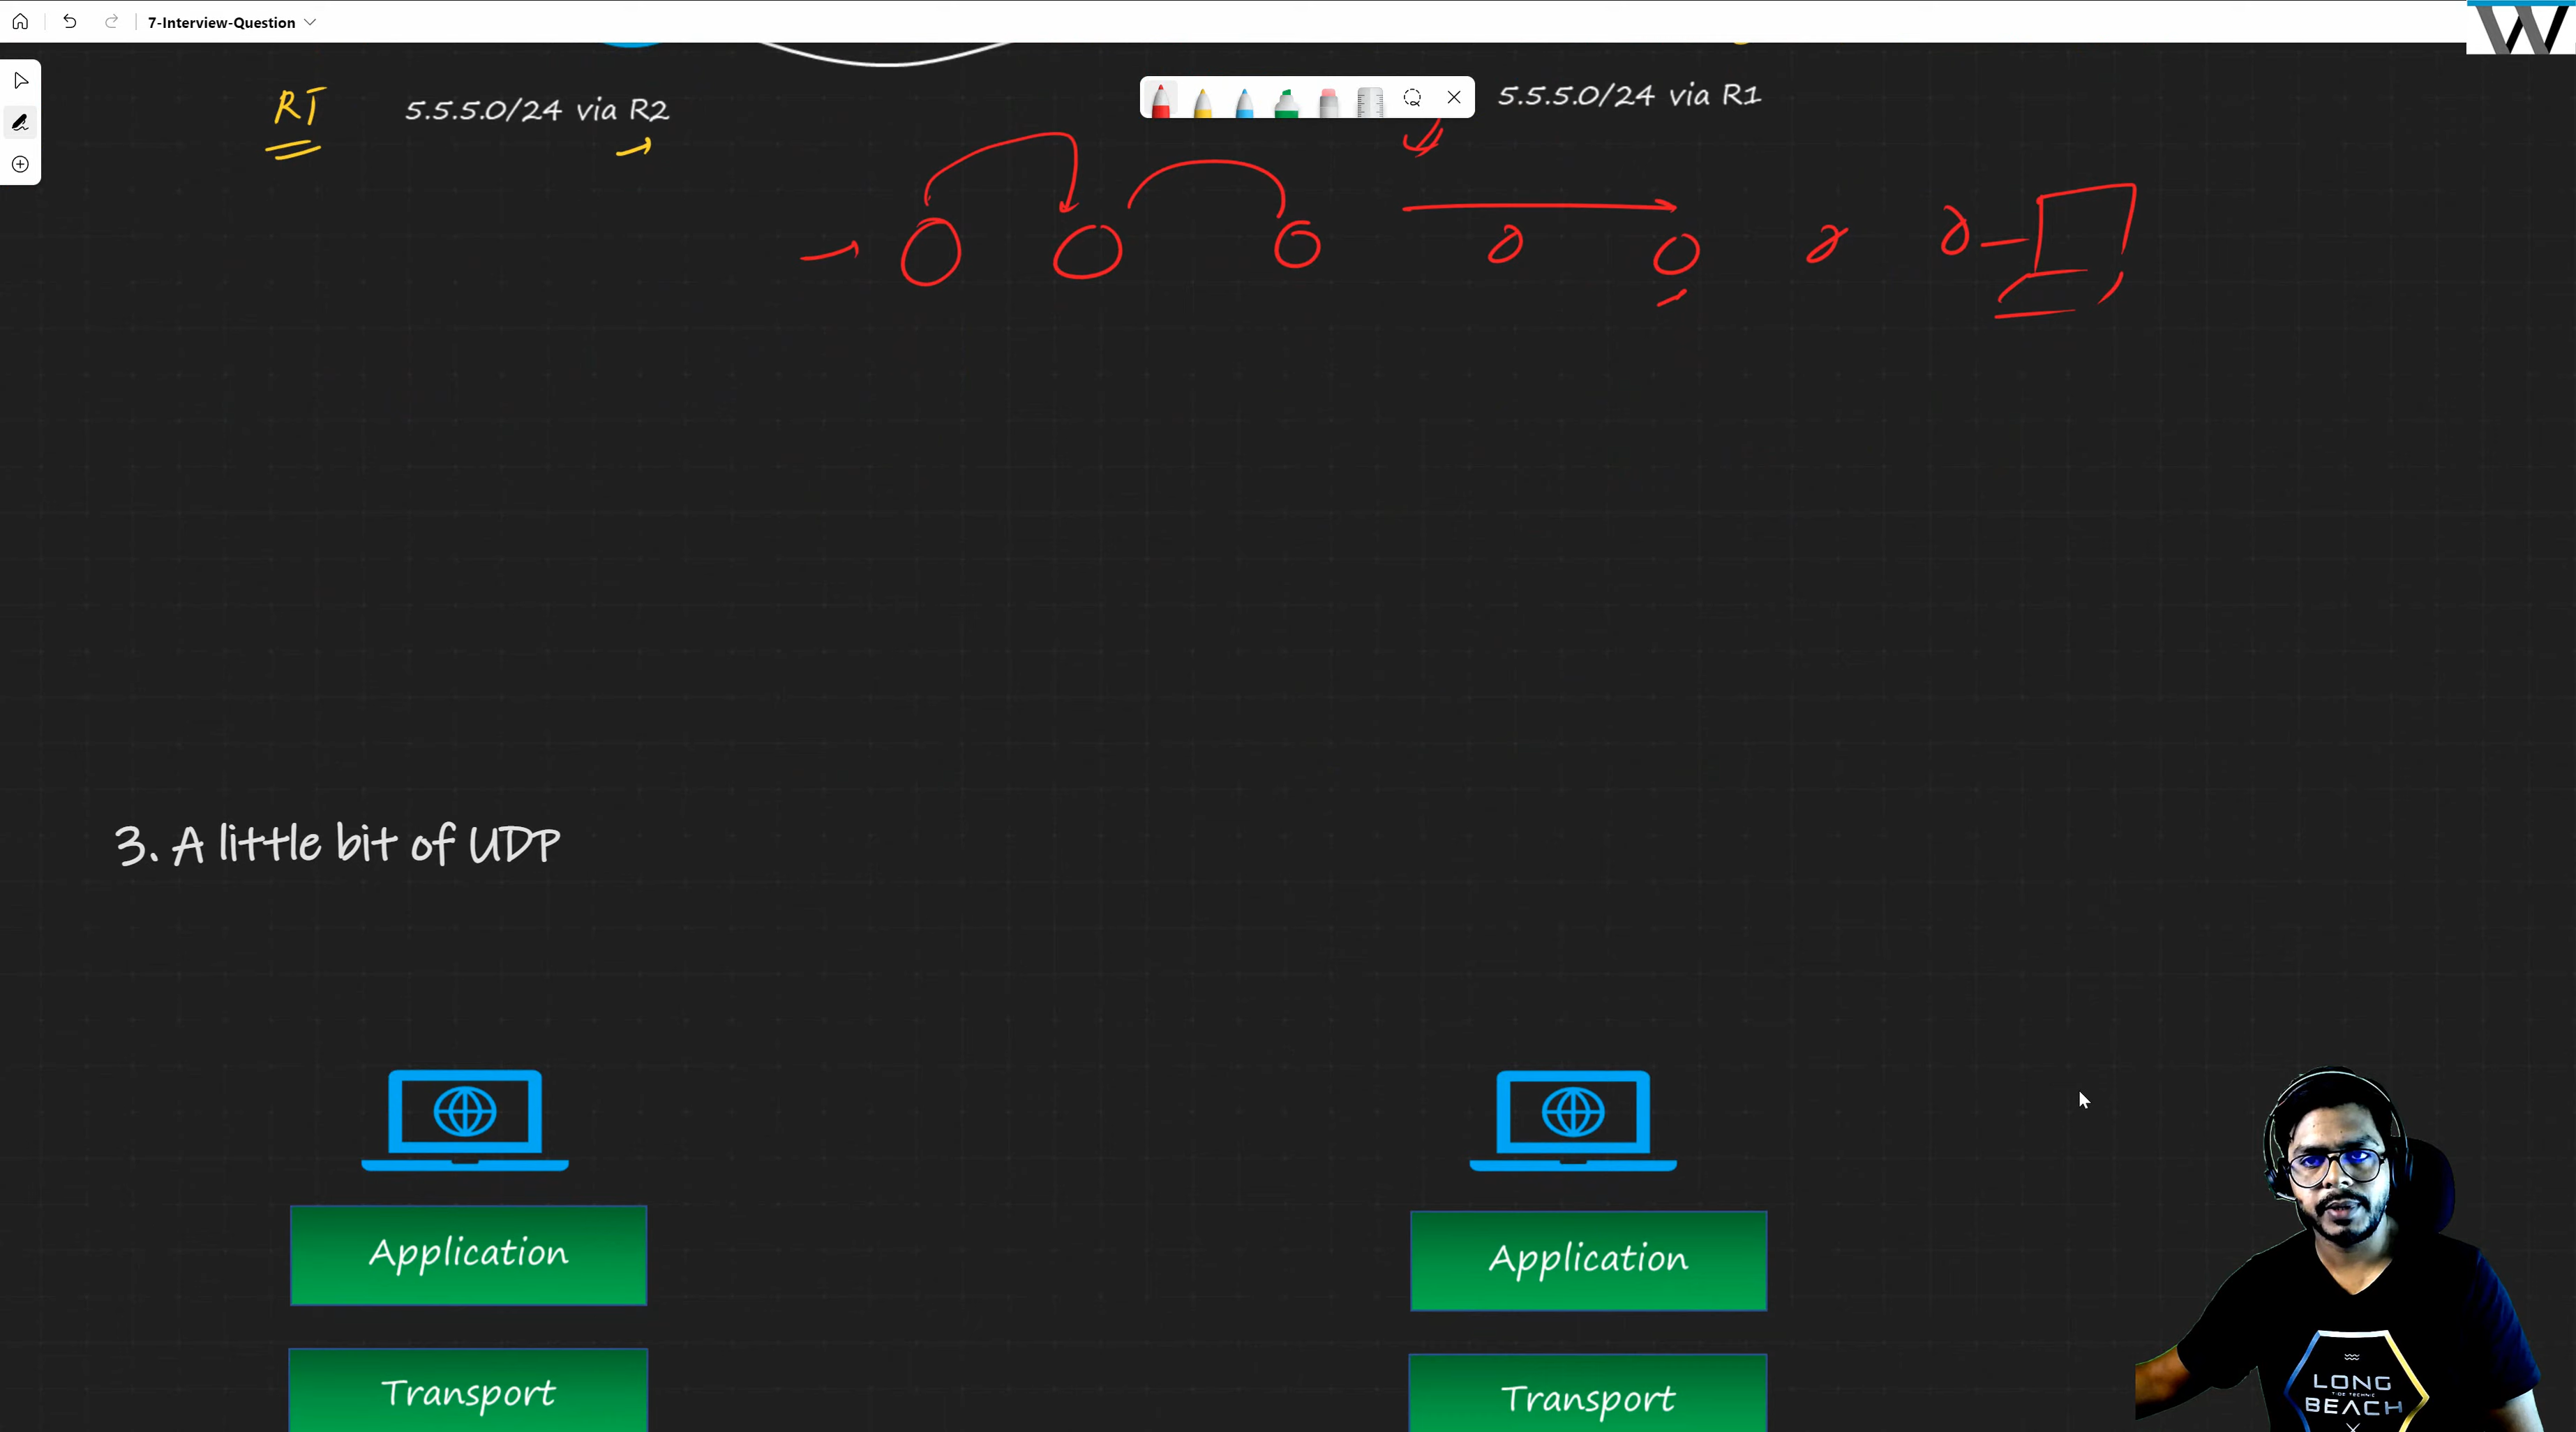 7-Interview-Question
W
RT
5.5.5.0/24 via R2
5.5.5.0/24 via R1
3. A little bit of UDP
Application
Application
Transport
Transport
LONG
BEACH